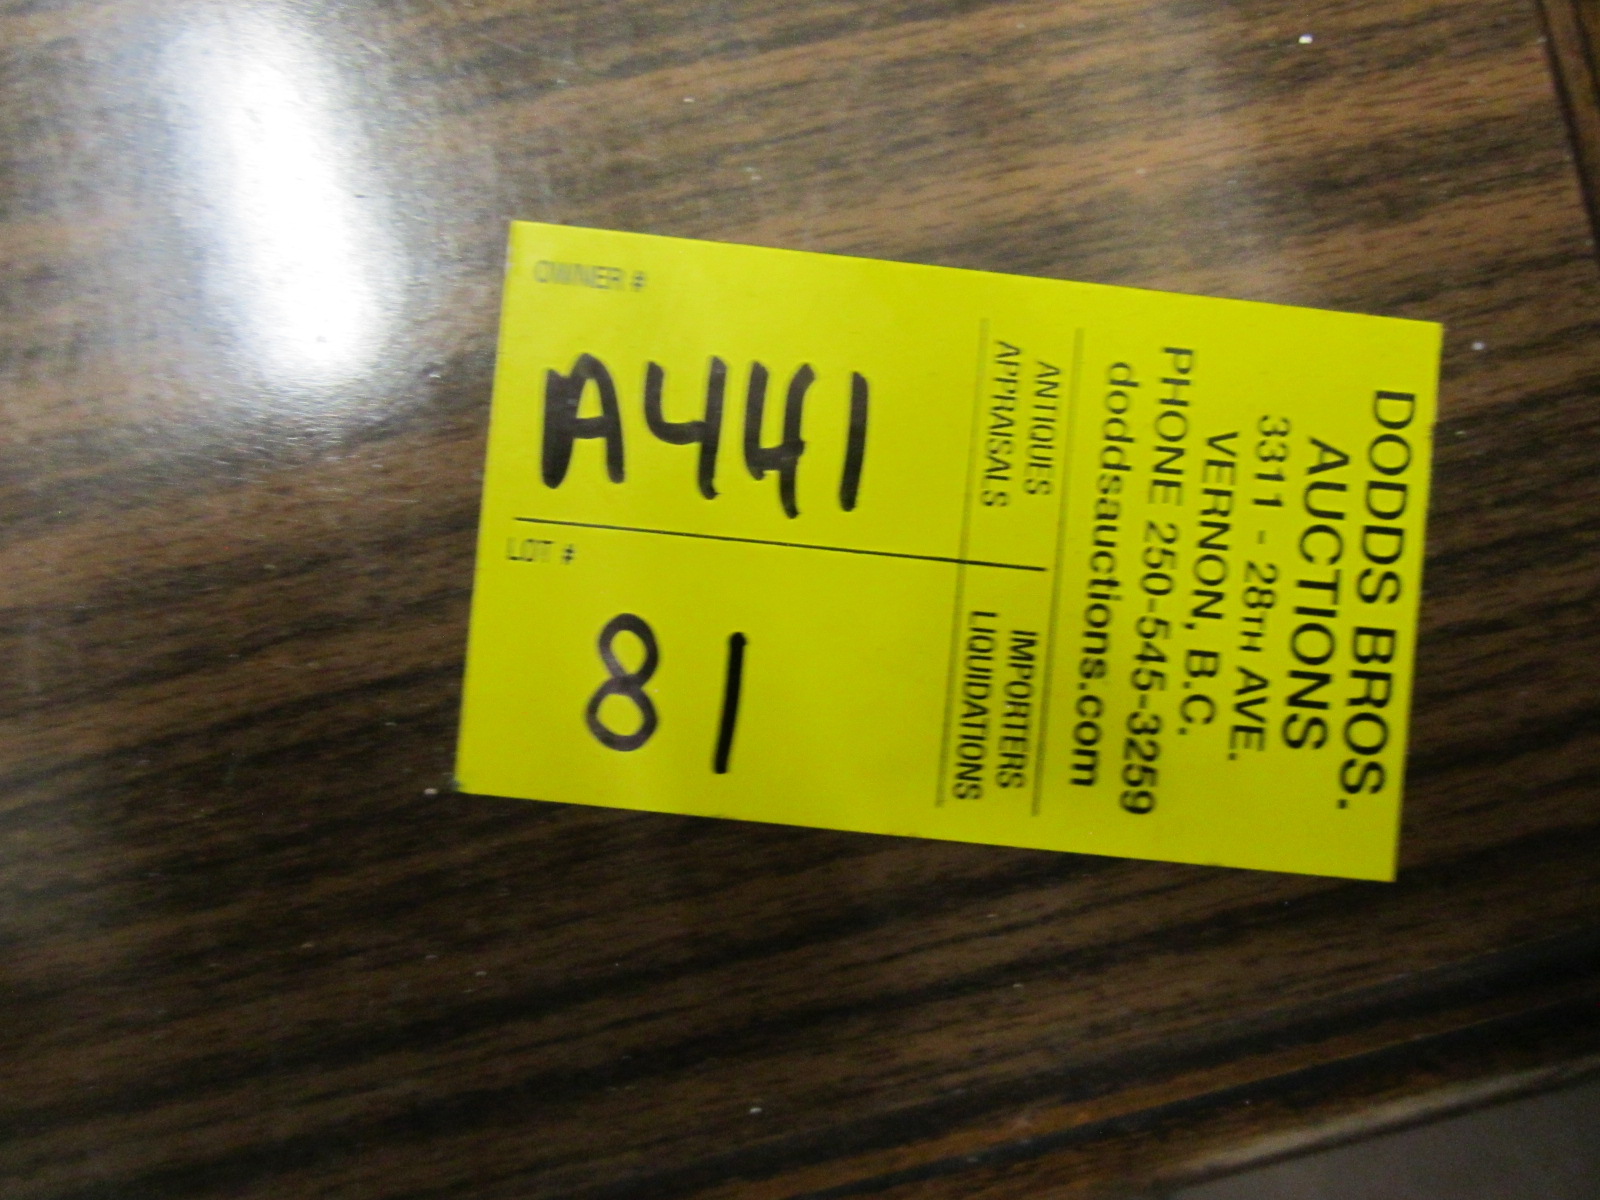 DODDS BROS.
AUCTIONS
3311 - 28TH AVE.
VERNON, B.C.
PHONE 250-545-3259
doddsauctions.com
ANTIQUES
APPRAISALS
IMPORTERS
LIQUIDATIONS
OWNER #
A441
LOT #
81